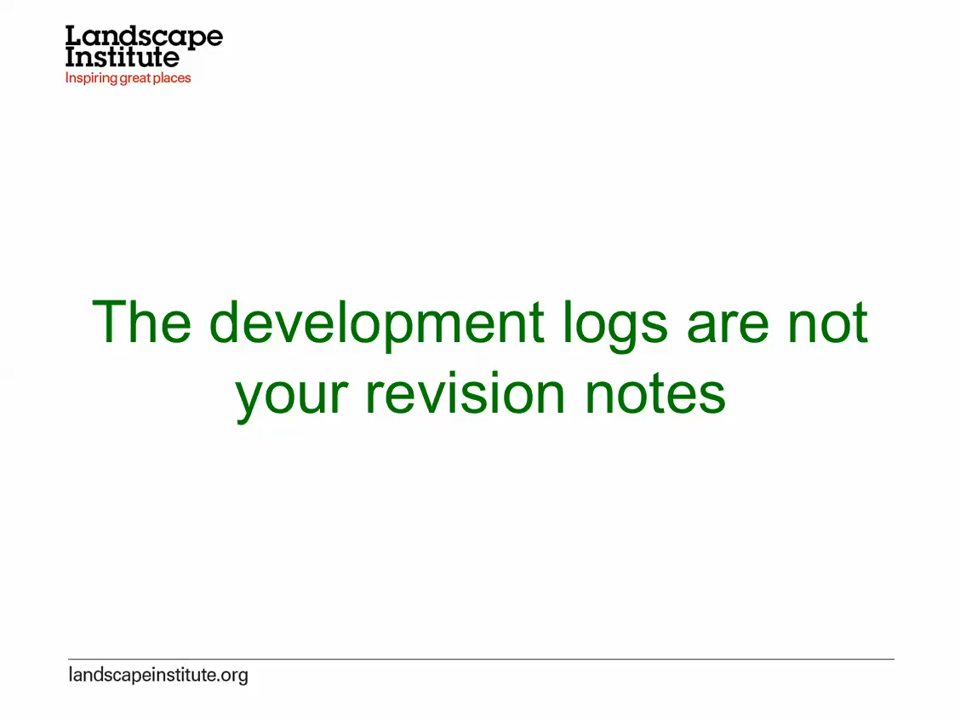 Landscape
Institute
Inspiring great places
The development logs are not
your revision notes
landscapeinstitute.org